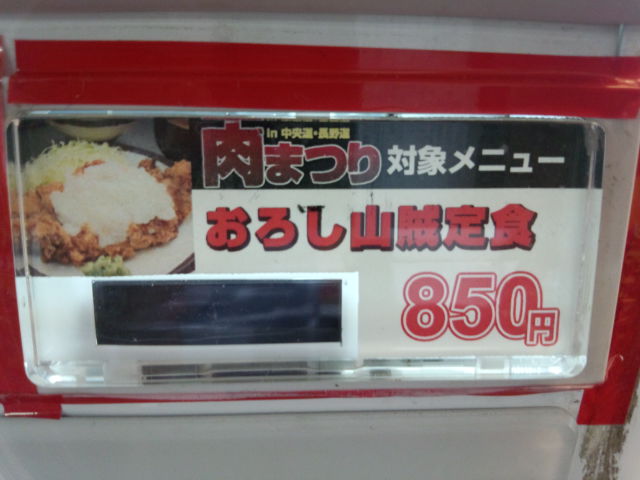 in 中央道・長野道
肉まつり 対象メニュー
おろし山賊定食
850円